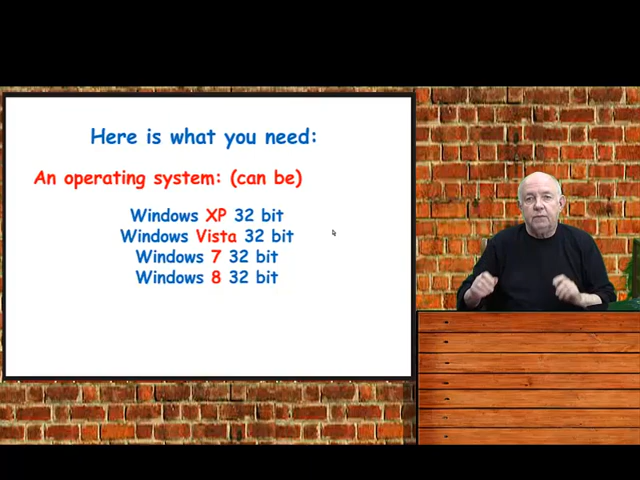 Here is what you need:
An operating system: (can be)
Windows XP 32 bit
Windows Vista 32 bit
Windows 7 32 bit
Windows 8 32 bit